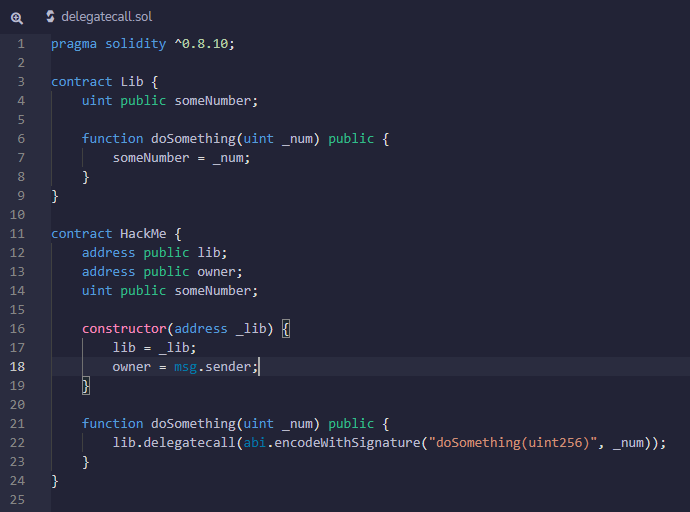 delegatecall.sol
1 pragma solidity ^0.8.10;
2
3 contract Lib {
4     uint public someNumber;
5
6     function doSomething(uint _num) public {
7         someNumber = _num;
8     }
9 }
10
11 contract HackMe {
12     address public lib;
13     address public owner;
14     uint public someNumber;
15
16     constructor(address _lib) {
17         lib = _lib;
18         owner = msg.sender;
19     }
20
21     function doSomething(uint _num) public {
22         lib.delegatecall(abi.encodeWithSignature("doSomething(uint256)", _num));
23     }
24 }
25